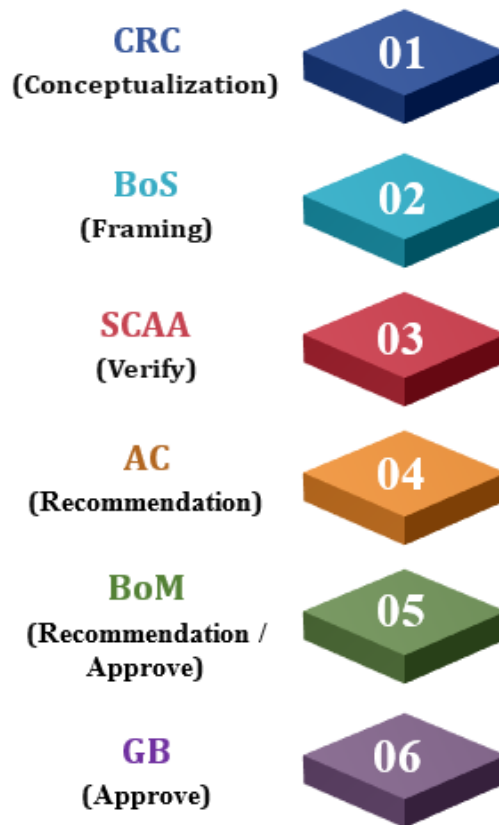 CRC
(Conceptualization)
01
BoS
(Framing)
02
SCAA
(Verify)
03
AC
(Recommendation)
04
BoM
(Recommendation /
Approve)
05
GB
(Approve)
06